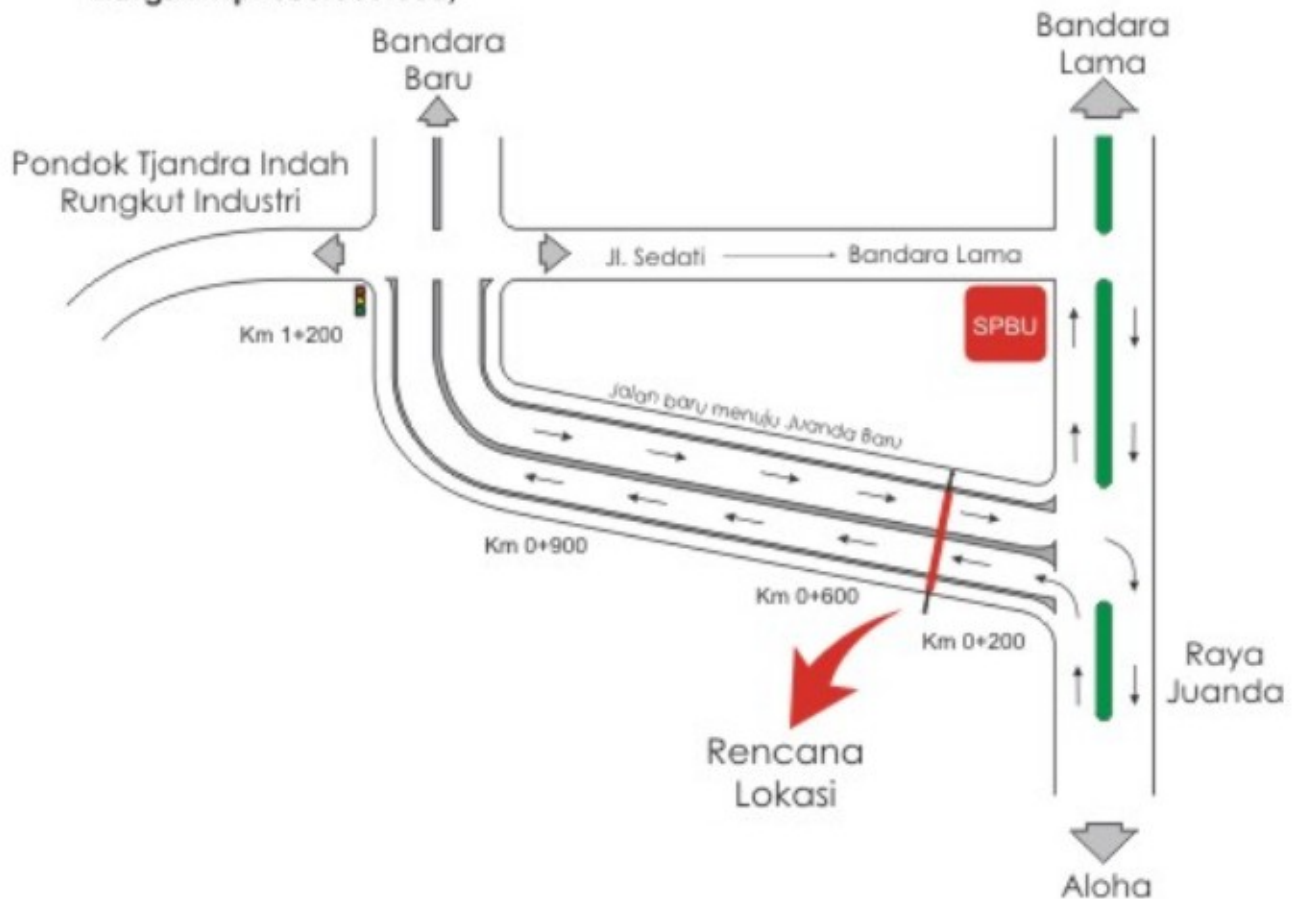 Bandara
Baru
Bandara
Lama
Pondok Tjandra Indah
Rungkut Industri
Jl. Sedati
Bandara Lama
SPBU
Km 1+200
Jalan baru menuju Juanda Baru
Km 0+900
Km 0+600
Km 0+200
Raya
Juanda
Rencana
Lokasi
Aloha